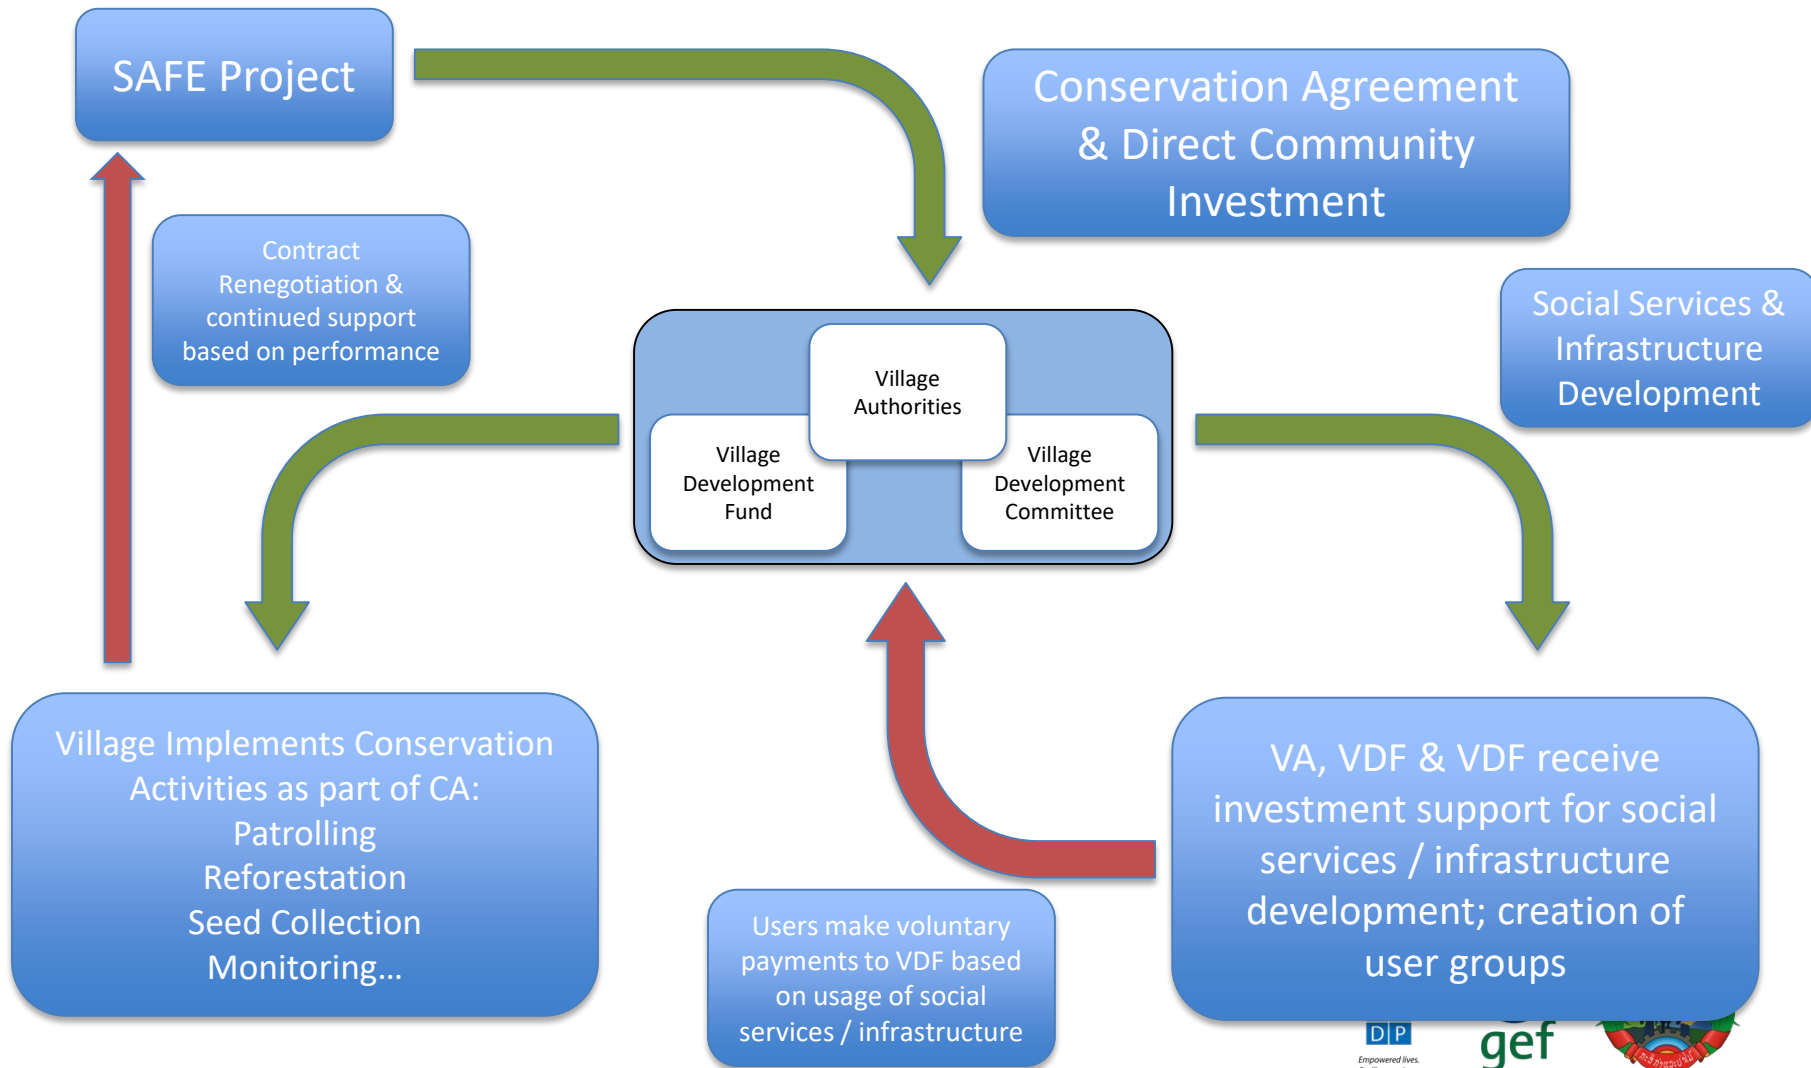 SAFE Project
Conservation Agreement
& Direct Community
Investment
Contract
Renegotiation &
continued support
based on performance
Social Services &
Infrastructure
Development
Village
Authorities
Village
Development
Fund
Village
Development
Committee
Village Implements Conservation
Activities as part of CA:
Patrolling
Reforestation
Seed Collection
Monitoring…
Users make voluntary
payments to VDF based
on usage of social
services / infrastructure
VA, VDF & VDF receive
investment support for social
services / infrastructure
development; creation of
user groups
D P
Empowered lives.
gef